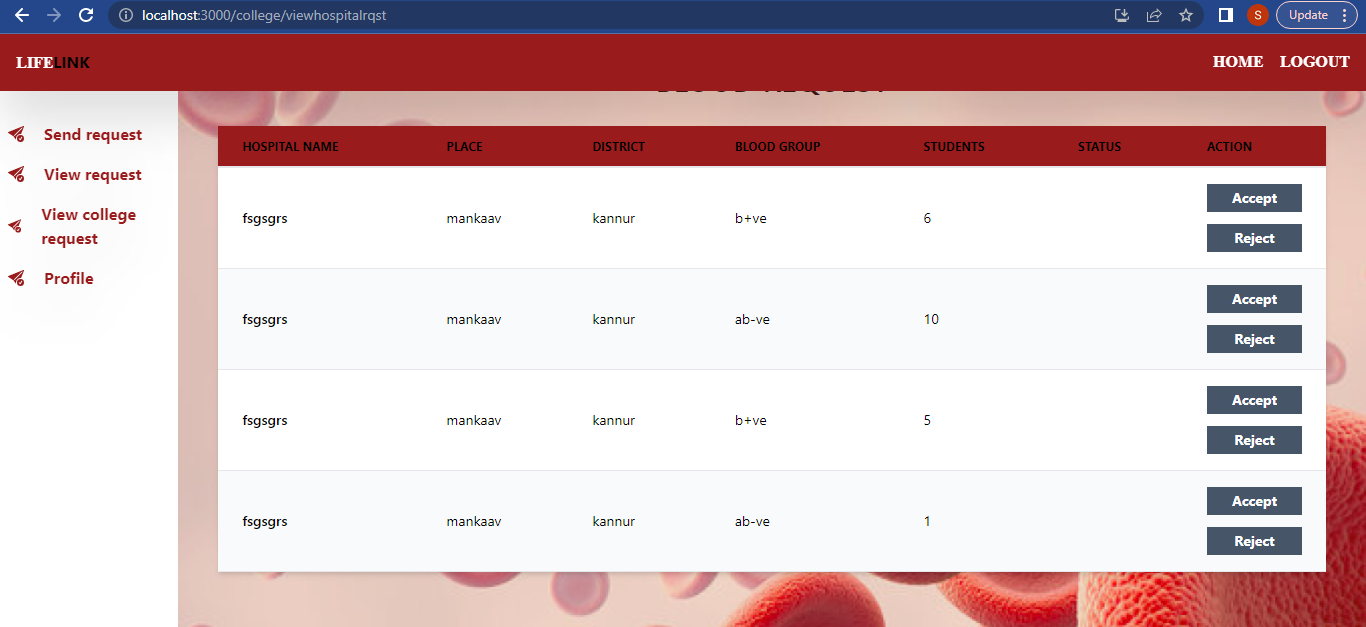 localhost:3000/college/viewhospitalrqst
S
Update
LIFELINK
HOME LOGOUT
BLOOD REQUEST
Send request
View request
View college
request
Profile
HOSPITAL NAME PLACE DISTRICT BLOOD GROUP STUDENTS STATUS ACTION
fsgsgrs mankaav kannur b+ve 6
Accept
Reject
fsgsgrs mankaav kannur ab-ve 10
Accept
Reject
fsgsgrs mankaav kannur b+ve 5
Accept
Reject
fsgsgrs mankaav kannur ab-ve 1
Accept
Reject